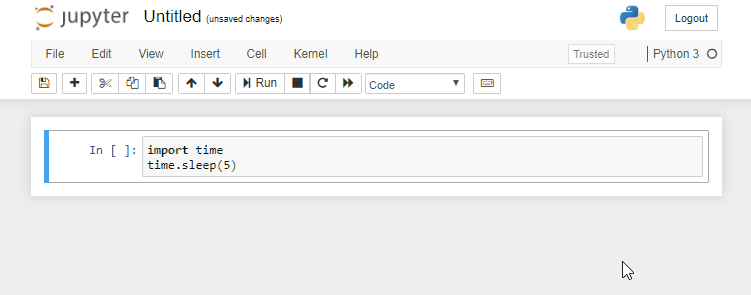 jupyter Untitled (unsaved changes) Logout
File Edit View Insert Cell Kernel Help Trusted Python 3
Run Code
In [ ]: import time
time.sleep(5)